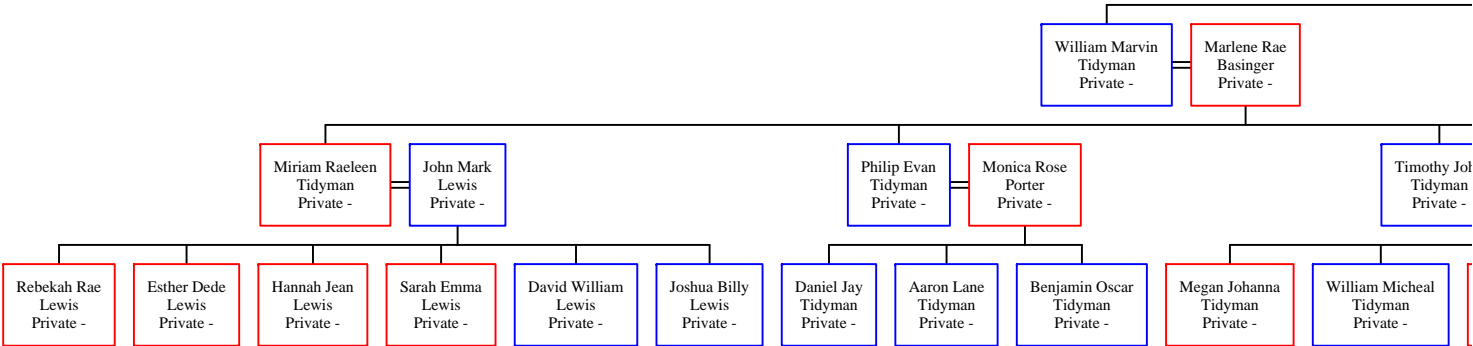 William Marvin
Tidyman
Private -
Marlene Rae
Basinger
Private -
Miriam Raeleen
Tidyman
Private -
John Mark
Lewis
Private -
Philip Evan
Tidyman
Private -
Monica Rose
Porter
Private -
Timothy Joh
Tidyman
Private -
Rebekah Rae
Lewis
Private -
Esther Dede
Lewis
Private -
Hannah Jean
Lewis
Private -
Sarah Emma
Lewis
Private -
David William
Lewis
Private -
Joshua Billy
Lewis
Private -
Daniel Jay
Tidyman
Private -
Aaron Lane
Tidyman
Private -
Benjamin Oscar
Tidyman
Private -
Megan Johanna
Tidyman
Private -
William Micheal
Tidyman
Private -